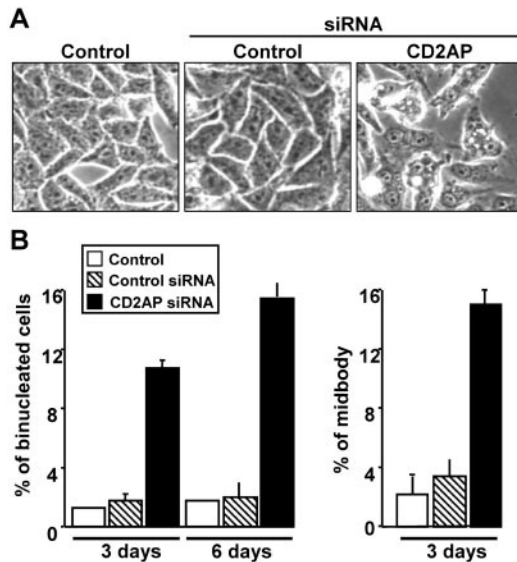 A
siRNA
Control
Control
CD2AP
B
Control
Control siRNA
CD2AP siRNA
% of binucleated cells
16
12
8
4
0
3 days
6 days
% of midbody
16
12
8
4
0
3 days